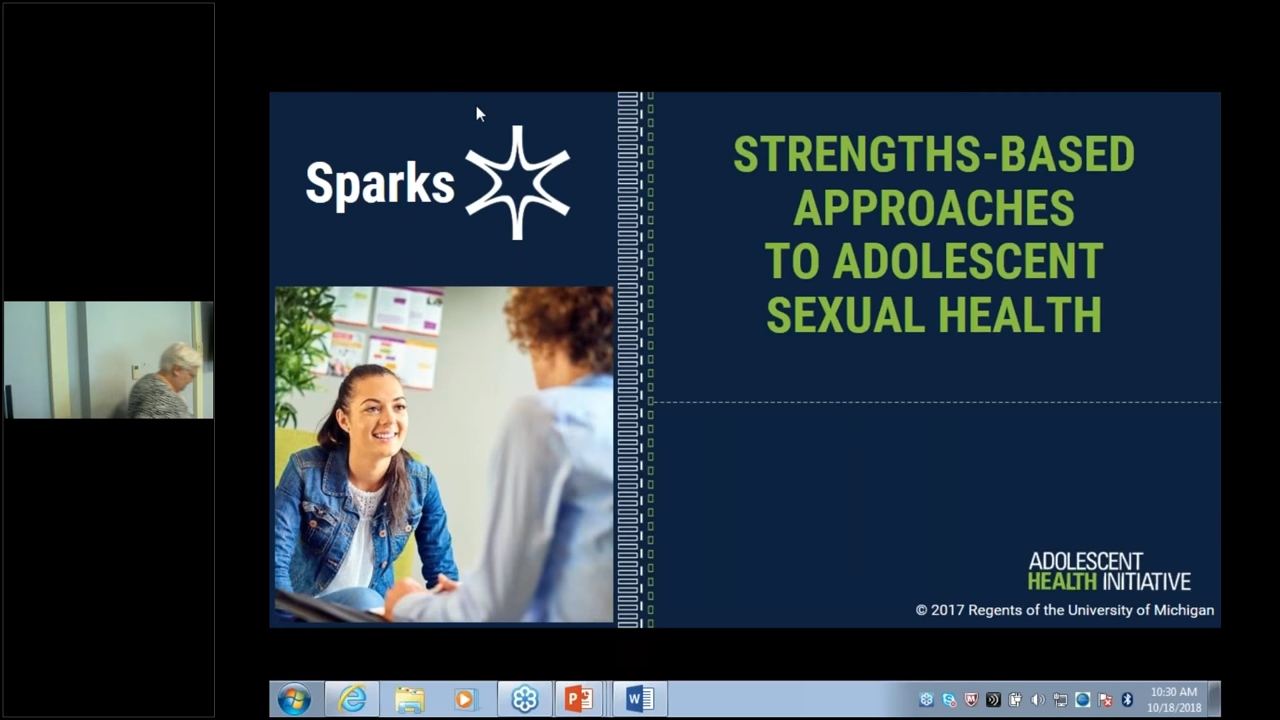 Sparks
STRENGTHS-BASED
APPROACHES
TO ADOLESCENT
SEXUAL HEALTH
ADOLESCENT
HEALTH INITIATIVE
© 2017 Regents of the University of Michigan
10:30 AM
10/18/2018